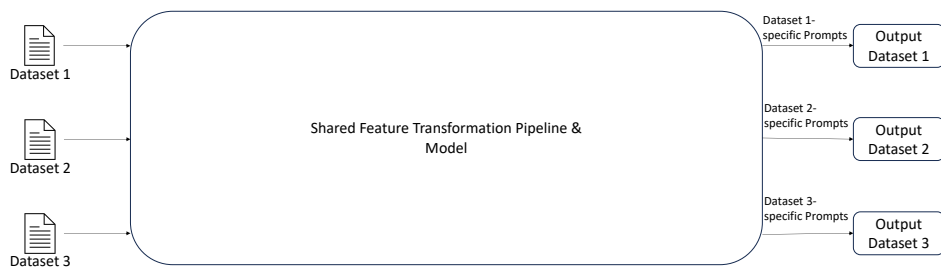 Dataset 1
Dataset 2
Dataset 3
Shared Feature Transformation Pipeline &
Model
Dataset 1-
specific Prompts
Output
Dataset 1
Dataset 2-
specific Prompts
Output
Dataset 2
Dataset 3-
specific Prompts
Output
Dataset 3